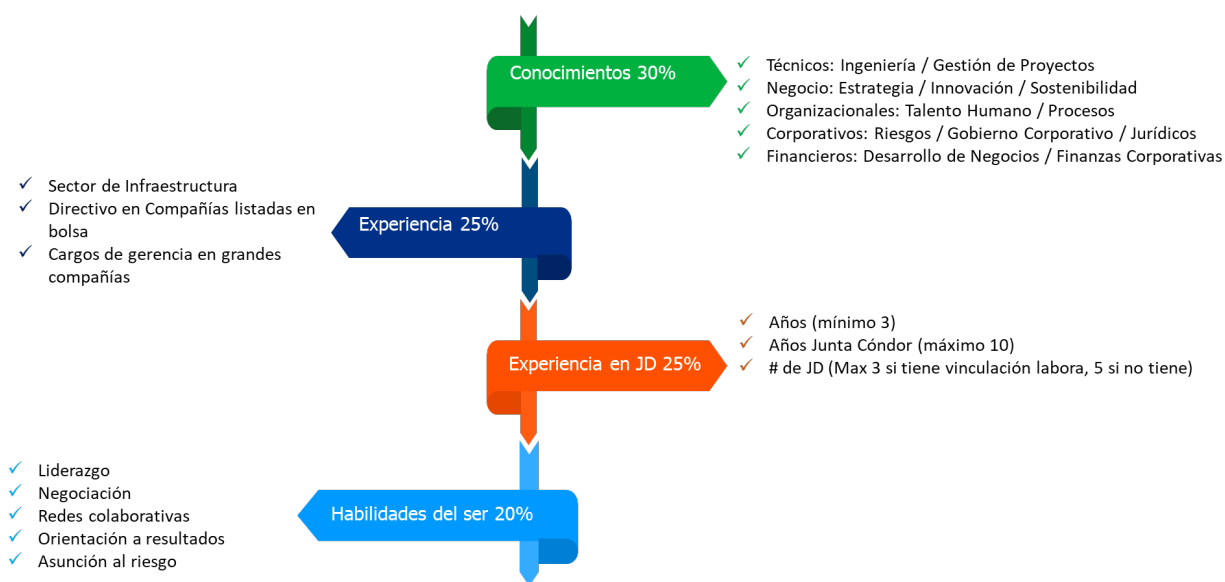 Conocimientos 30%
Técnicos: Ingeniería / Gestión de Proyectos
Negocio: Estrategia / Innovación / Sostenibilidad
Organizacionales: Talento Humano / Procesos
Corporativos: Riesgos / Gobierno Corporativo / Jurídicos
Financieros: Desarrollo de Negocios / Finanzas Corporativas
Experiencia 25%
Sector de Infraestructura
Directivo en Compañías listadas en
bolsa
Cargos de gerencia en grandes
compañías
Experiencia en JD 25%
Años (mínimo 3)
Años Junta Cóndor (máximo 10)
# de JD (Max 3 si tiene vinculación labora, 5 si no tiene)
Habilidades del ser 20%
Liderazgo
Negociación
Redes colaborativas
Orientación a resultados
Asunción al riesgo